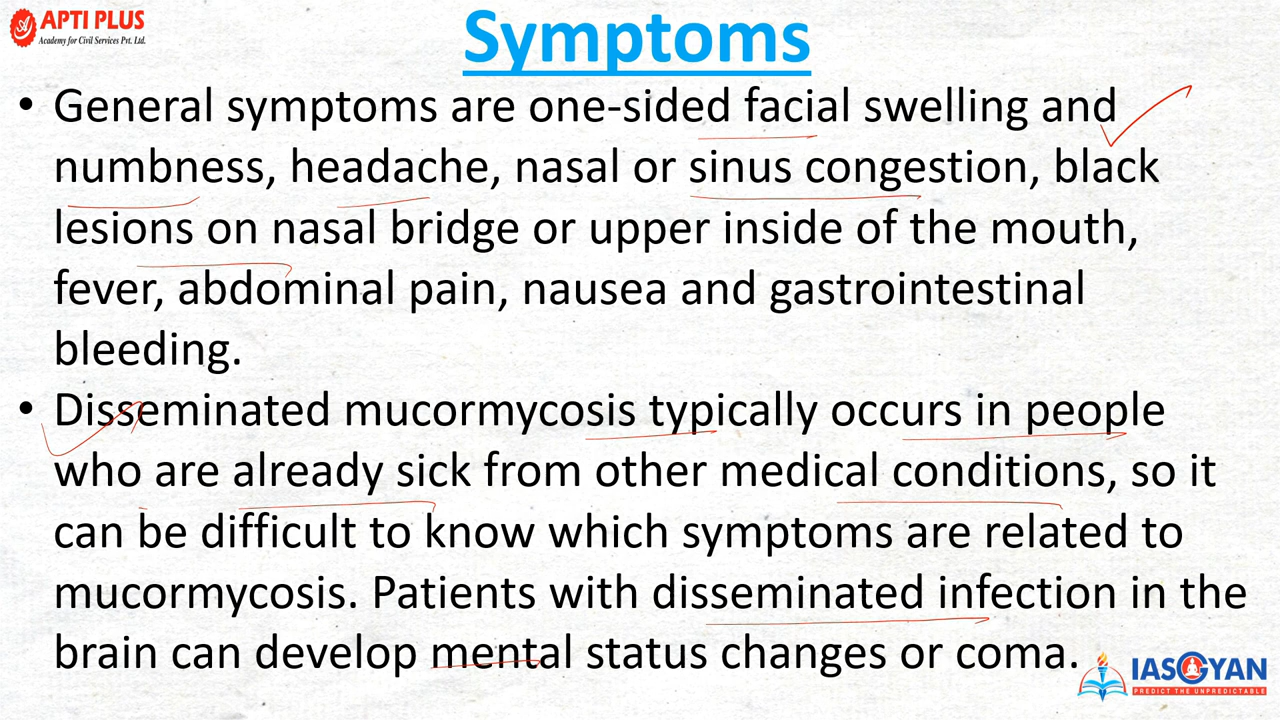 APTI PLUS
Academy for Civil Services Pvt. Ltd.
Symptoms
• General symptoms are one-sided facial swelling and
numbness, headache, nasal or sinus congestion, black
lesions on nasal bridge or upper inside of the mouth,
fever, abdominal pain, nausea and gastrointestinal
bleeding.
• Disseminated mucormycosis typically occurs in people
who are already sick from other medical conditions, so it
can be difficult to know which symptoms are related to
mucormycosis. Patients with disseminated infection in the
brain can develop mental status changes or coma.
IASGYAN
PREDICT THE UNPREDICTABLE